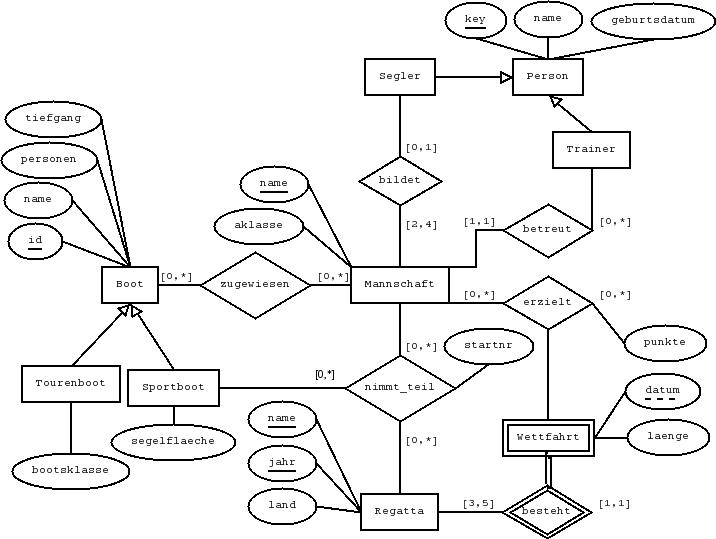 key
name
geburtsdatum
Segler
Person
tiefgang
personen
name
id
[0,1]
Trainer
bildet
name
aklasse
[2,4]
[1,1]
betreut
[0,*]
Boot
[0,*]
zugewiesen
[0,*]
Mannschaft
[0,*]
erzielt
[0,*]
[0,*]
startnr
punkte
Tourenboot
Sportboot
[0,*]
nimmt_teil
datum
name
segelflaeche
[0,*]
Wettfahrt
laenge
bootsklasse
jahr
land
Regatta
[3,5]
besteht
[1,1]